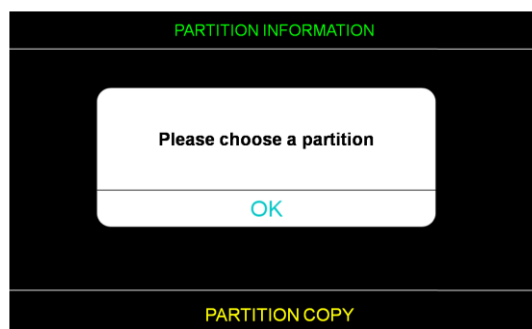 PARTITION INFORMATION
Please choose a partition
OK
PARTITION COPY